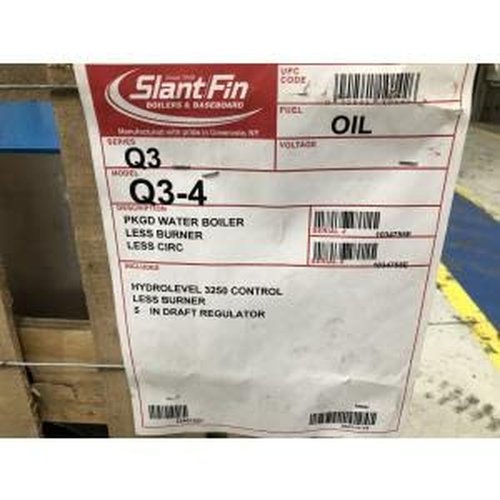 Slant/Fin
BOILERS & BASEBOARD
Manufactured with pride in Greenvale, NY
UPC
CODE
FUEL
OIL
VOLTAGE
SERIES
Q3
MODEL
Q3-4
DESCRIPTION
PKGD WATER BOILER
LESS BURNER
LESS CIRC
SERIAL #
INCLUDES
HYDROLEVEL 3250 CONTROL
LESS BURNER
5 IN DRAFT REGULATOR